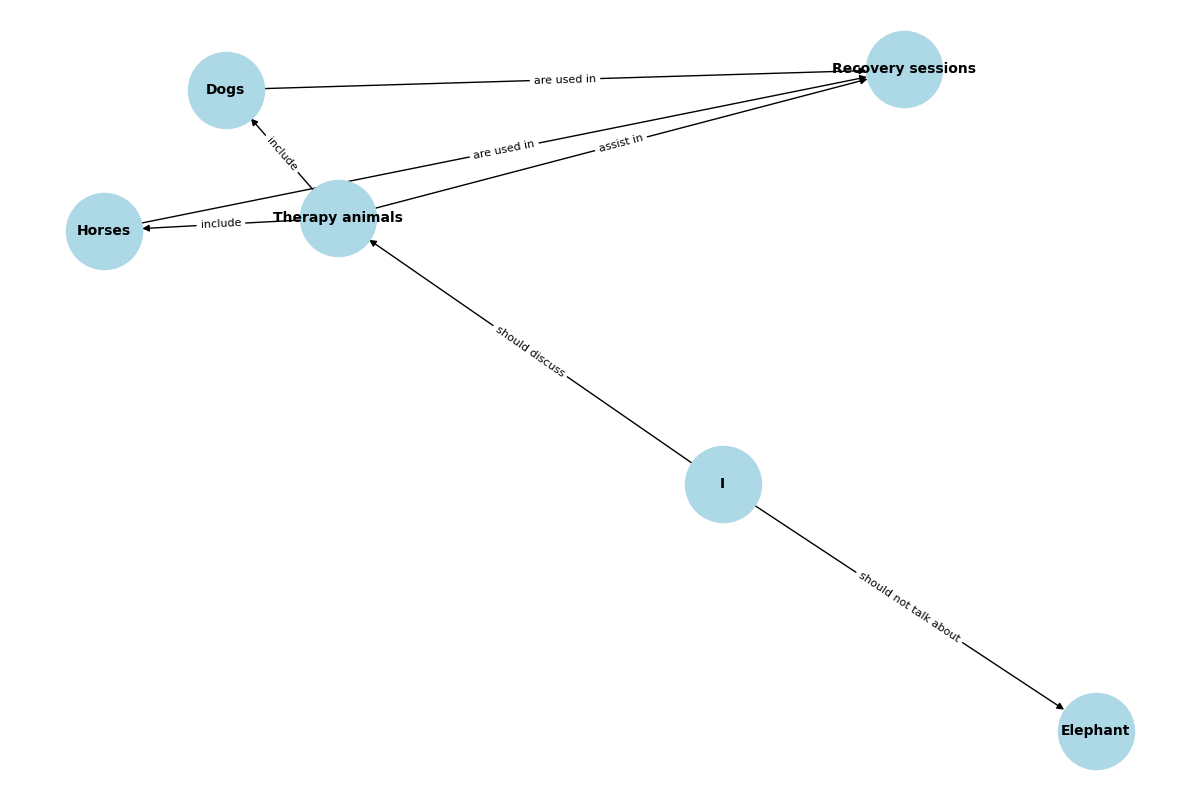 Recovery sessions
are used in
Dogs
assist in
are used in
include
Therapy animals
include
Horses
should discuss
I
should not talk about
Elephant